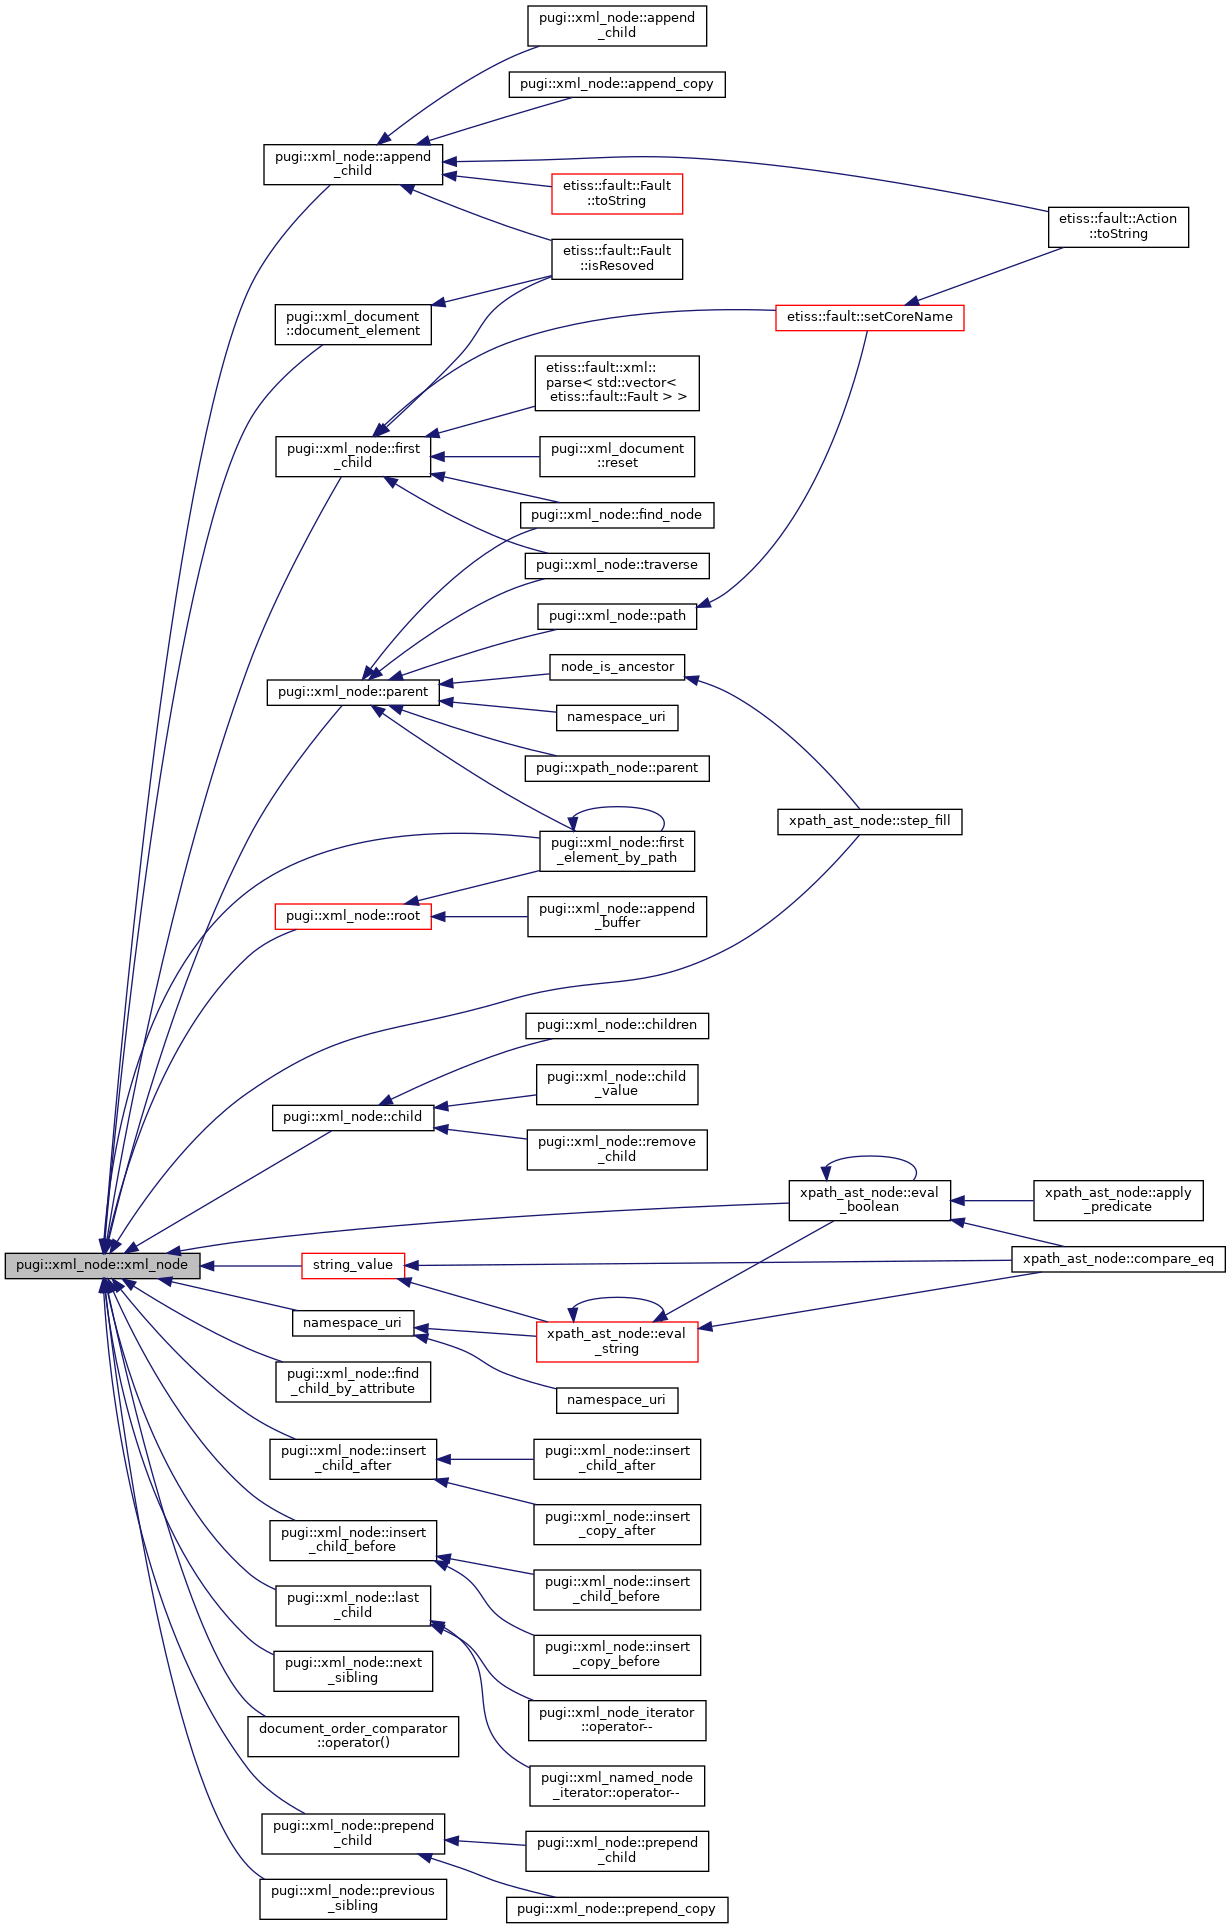 pugi::xml_node::append
_child
pugi::xml_node::append_copy
pugi::xml_node::append
_child
etiss::fault::Fault
::toString
etiss::fault::Action
::toString
etiss::fault::Fault
::isResoved
pugi::xml_document
::document_element
etiss::fault::setCoreName
etiss::fault::xml::
parse< std::vector<
etiss::fault::Fault > >
pugi::xml_node::first
_child
pugi::xml_document
::reset
pugi::xml_node::find_node
pugi::xml_node::traverse
pugi::xml_node::path
node_is_ancestor
pugi::xml_node::parent
namespace_uri
pugi::xpath_node::parent
xpath_ast_node::step_fill
pugi::xml_node::first
_element_by_path
pugi::xml_node::root
pugi::xml_node::append
_buffer
pugi::xml_node::children
pugi::xml_node::child
_value
pugi::xml_node::child
pugi::xml_node::remove
_child
xpath_ast_node::eval
_boolean
xpath_ast_node::apply
_predicate
pugi::xml_node::xml_node
string_value
xpath_ast_node::compare_eq
namespace_uri
xpath_ast_node::eval
_string
pugi::xml_node::find
_child_by_attribute
namespace_uri
pugi::xml_node::insert
_child_after
pugi::xml_node::insert
_child_after
pugi::xml_node::insert
_copy_after
pugi::xml_node::insert
_child_before
pugi::xml_node::insert
_child_before
pugi::xml_node::last
_child
pugi::xml_node::insert
_copy_before
pugi::xml_node::next
_sibling
pugi::xml_node_iterator
::operator--
document_order_comparator
::operator()
pugi::xml_named_node
_iterator::operator--
pugi::xml_node::prepend
_child
pugi::xml_node::prepend
_child
pugi::xml_node::previous
_sibling
pugi::xml_node::prepend_copy